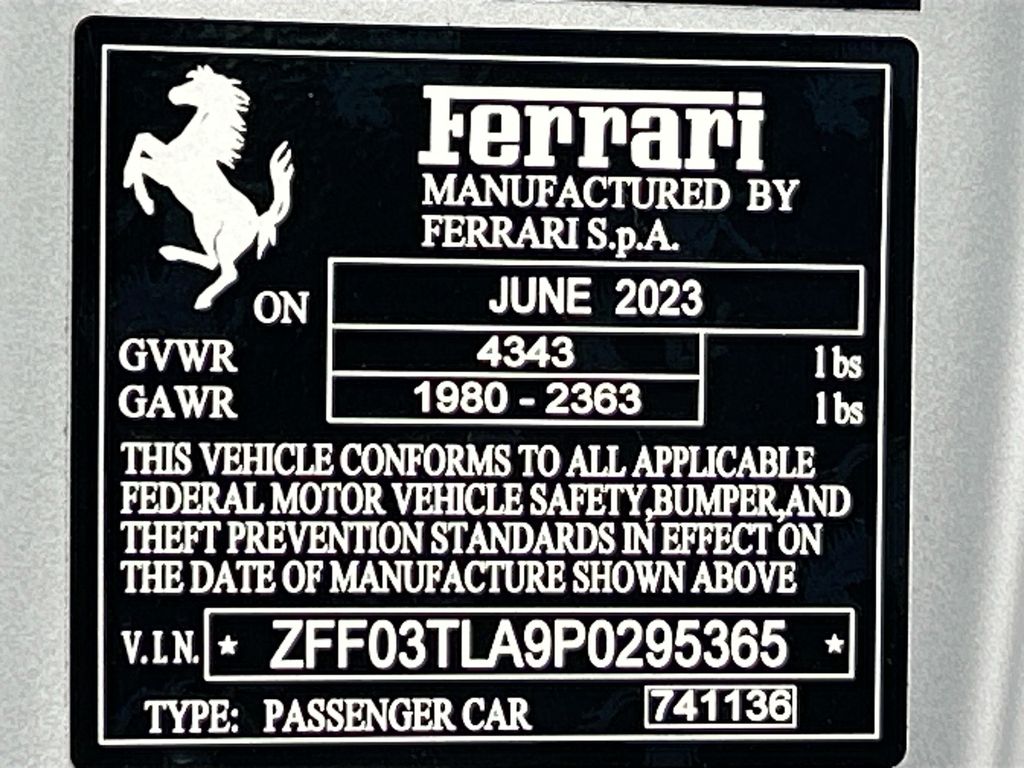 Ferrari
MANUFACTURED BY
FERRARI S.p.A.
ON JUNE 2023
GVWR 4343 lbs
GAWR 1980 - 2363 lbs
THIS VEHICLE CONFORMS TO ALL APPLICABLE
FEDERAL MOTOR VEHICLE SAFETY,BUMPER,AND
THEFT PREVENTION STANDARDS IN EFFECT ON
THE DATE OF MANUFACTURE SHOWN ABOVE
V.I.N. ★ ZFF03TLA9P0295365 ★
TYPE: PASSENGER CAR 741136